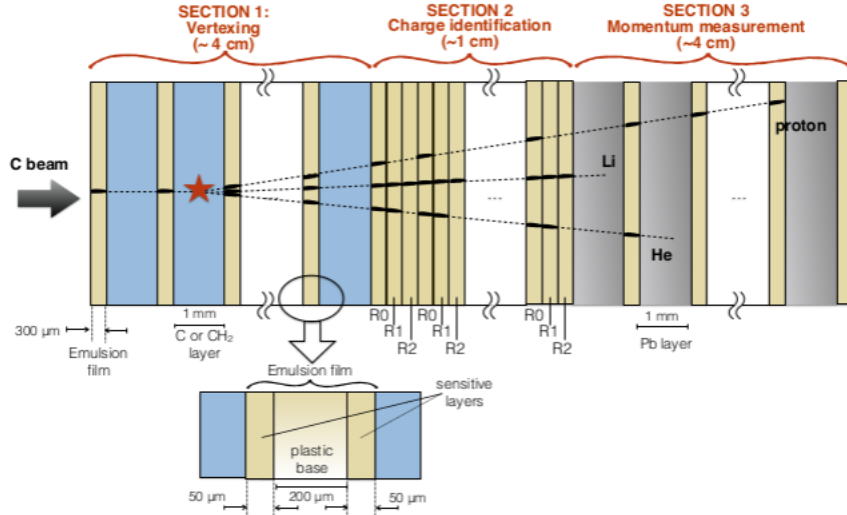 SECTION 1:
Vertexing
(~ 4 cm)
SECTION 2
Charge identification
(~1 cm)
SECTION 3
Momentum measurement
(~4 cm)
C beam
proton
Li
He
...
...
...
300 µm
Emulsion
film
1 mm
C or CH₂
layer
R0
R1
R2
R0
R1
R2
R0
R1
R2
1 mm
Pb layer
Emulsion film
sensitive
layers
plastic
base
50 µm
200 µm
50 µm